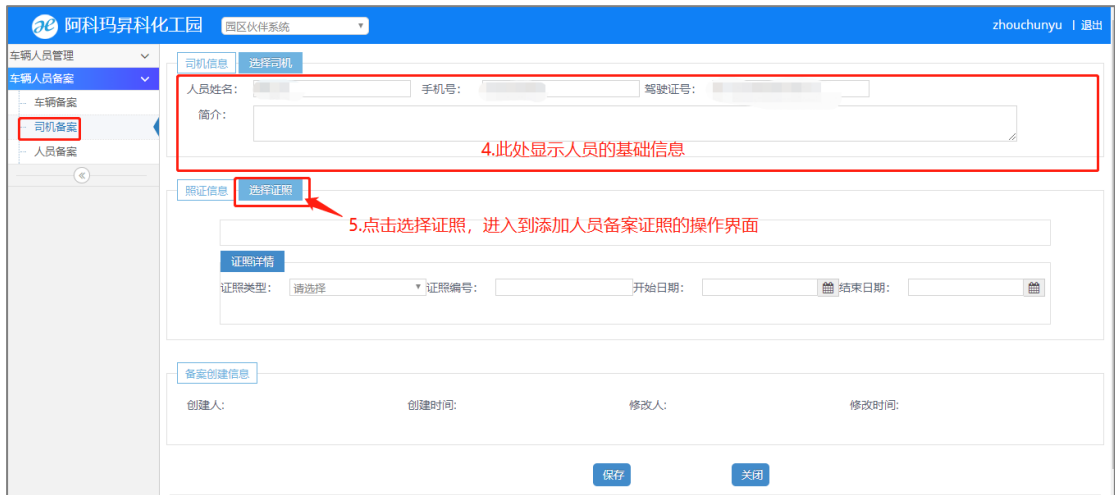 阿科玛昇科化工园 园区伙伴系统 zhouchunyu | 退出
车辆人员管理
车辆人员备案
车辆备案
司机备案
人员备案
司机信息 选择司机
人员姓名: 手机号: 驾驶证号:
简介:
4.此处显示人员的基础信息
照证信息 选择证照
5.点击选择证照，进入到添加人员备案证照的操作界面
证照详情
证照类型: 请选择 证照编号: 开始日期: 结束日期:
备案创建信息
创建人: 创建时间: 修改人: 修改时间:
保存 关闭